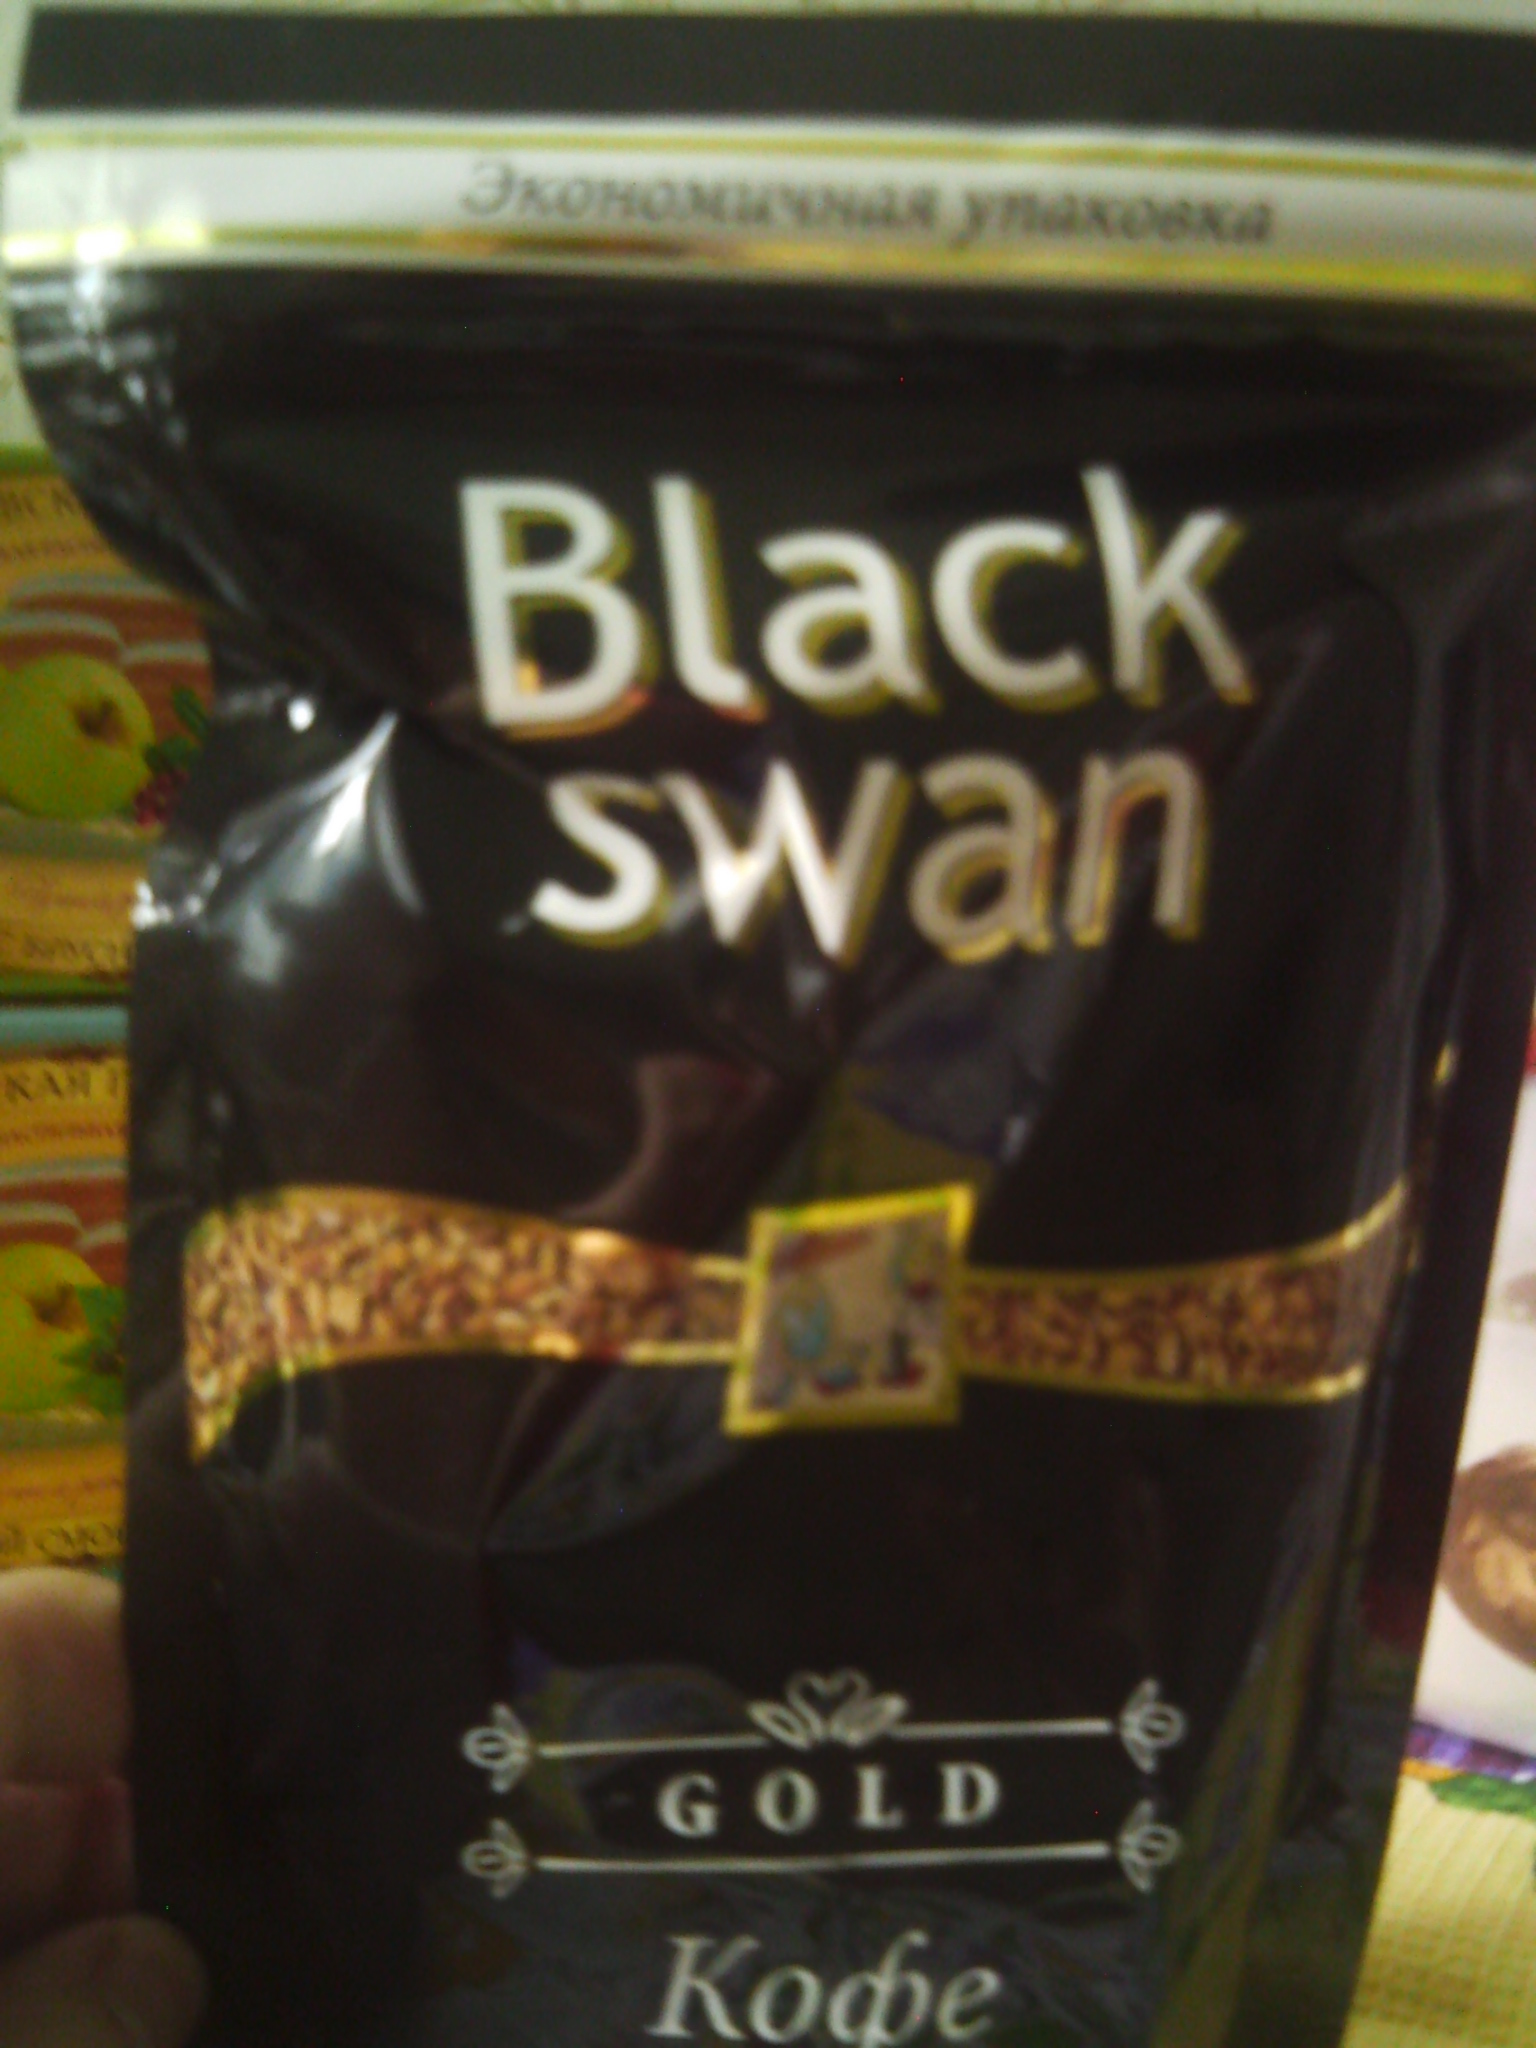 Экономичная упаковка
Black
swan
GOLD
Кофе